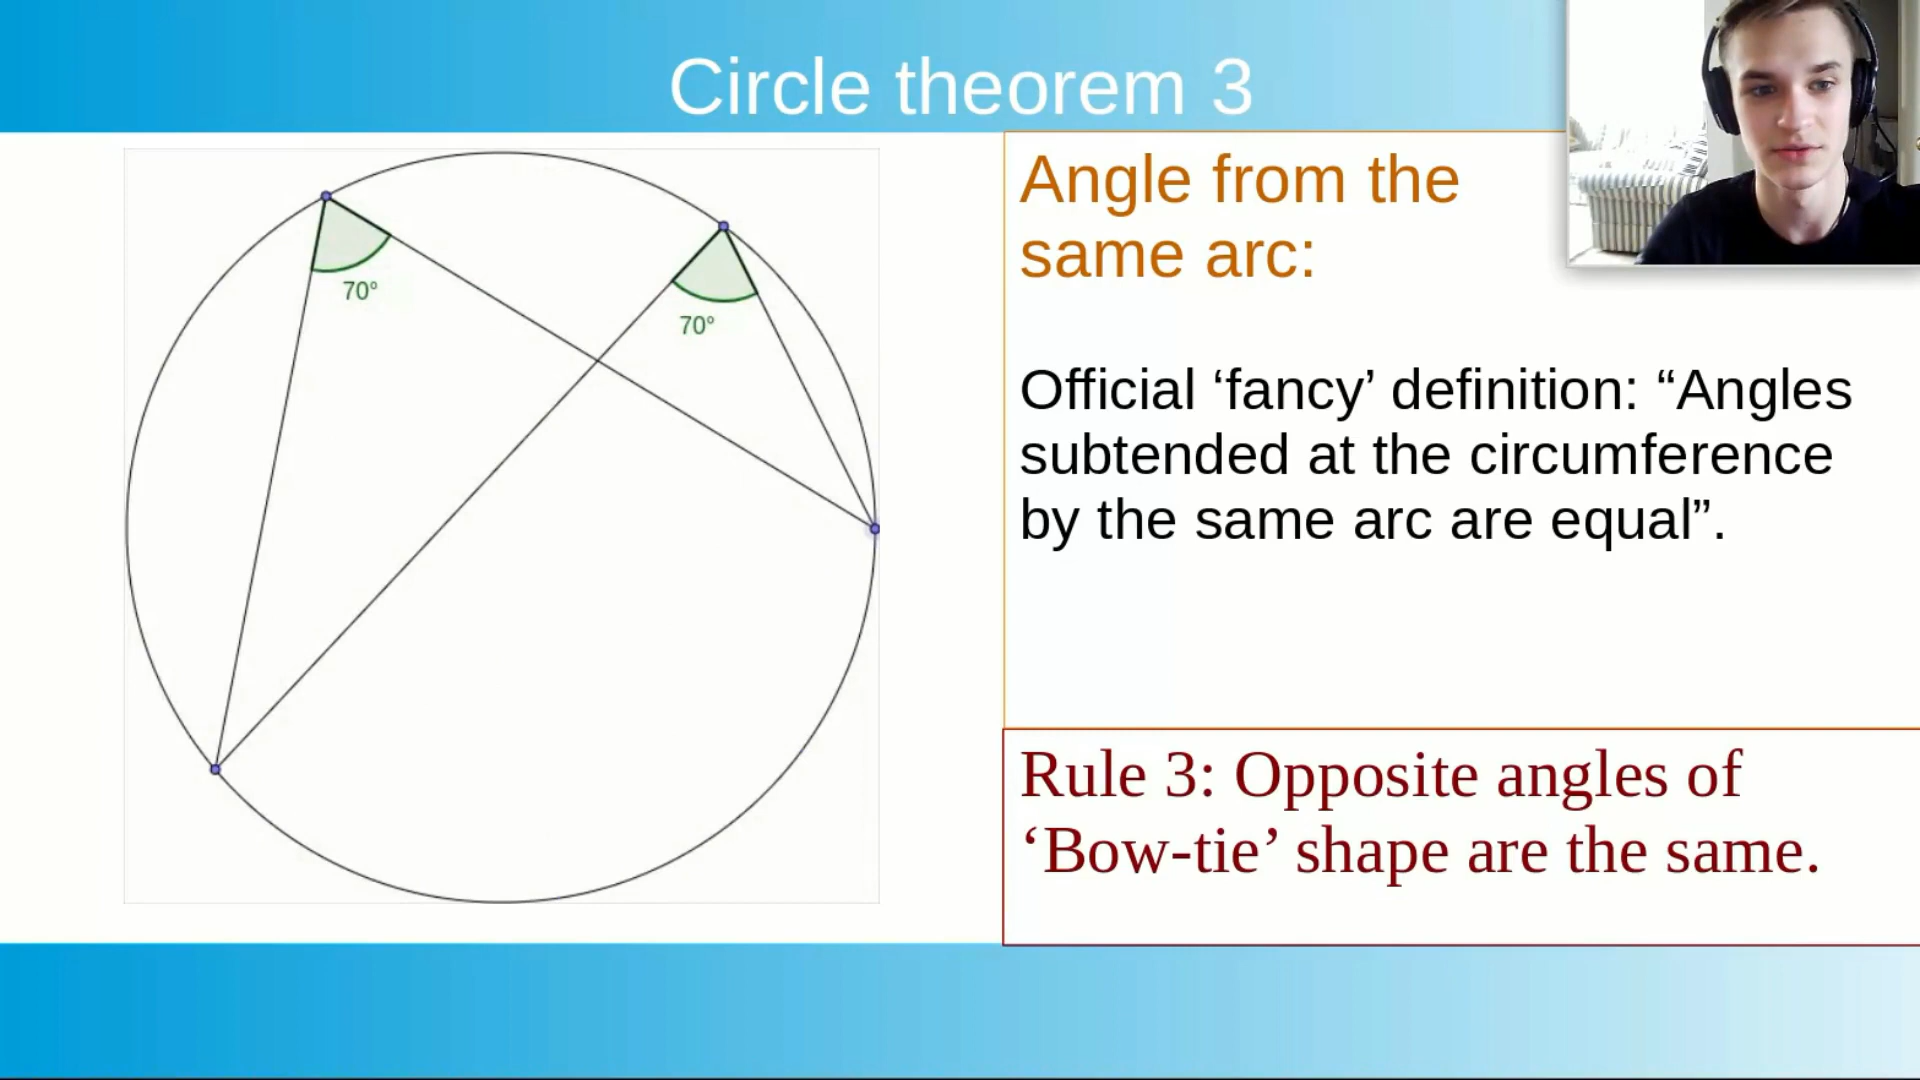 Circle theorem 3
70°
70°
Angle from the
same arc:
Official ‘fancy’ definition: “Angles
subtended at the circumference
by the same arc are equal”.
Rule 3: Opposite angles of
‘Bow-tie’ shape are the same.